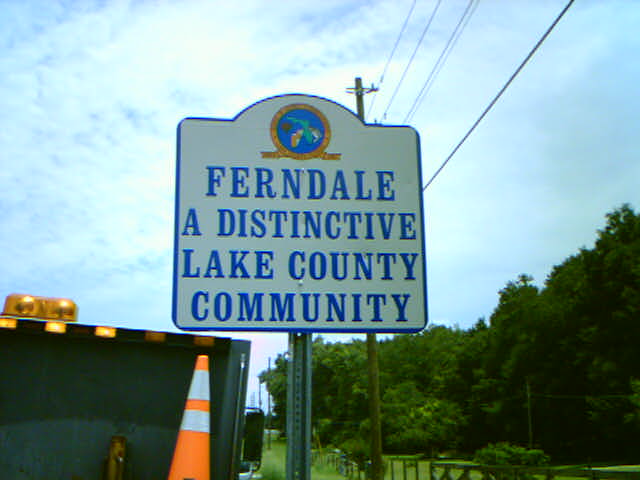 FERNDALE
A DISTINCTIVE
LAKE COUNTY
COMMUNITY